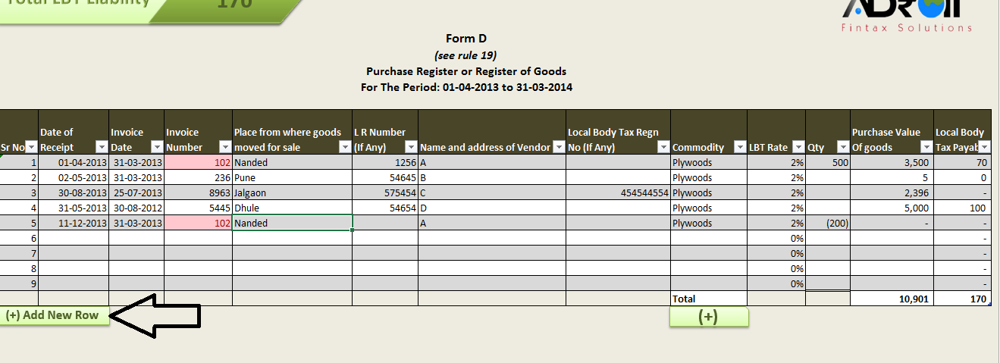 Total LBT Liability 170
Fintax Solutions
Form D
(see rule 19)
Purchase Register or Register of Goods
For The Period: 01-04-2013 to 31-03-2014
Sr No Date of Receipt Invoice Date Invoice Number Place from where goods moved for sale L R Number (If Any) Name and address of Vendor Local Body Tax Regn No (If Any) Commodity LBT Rate Qty Purchase Value Of goods Local Body Tax Payab
1 01-04-2013 31-03-2013 102 Nanded 1256 A Plywoods 2% 500 3,500 70
2 02-05-2013 31-03-2013 236 Pune 54645 B Plywoods 2% 5 0
3 30-08-2013 25-07-2013 8963 Jalgaon 575454 C 454544554 Plywoods 2% 2,396 -
4 31-05-2013 30-08-2012 5445 Dhule 54654 D Plywoods 2% 5,000 100
5 11-12-2013 31-03-2013 102 Nanded A Plywoods 2% (200) - -
6 0% -
7 0% -
8 0% -
9 0% -
Total 10,901 170
(+) Add New Row (+)